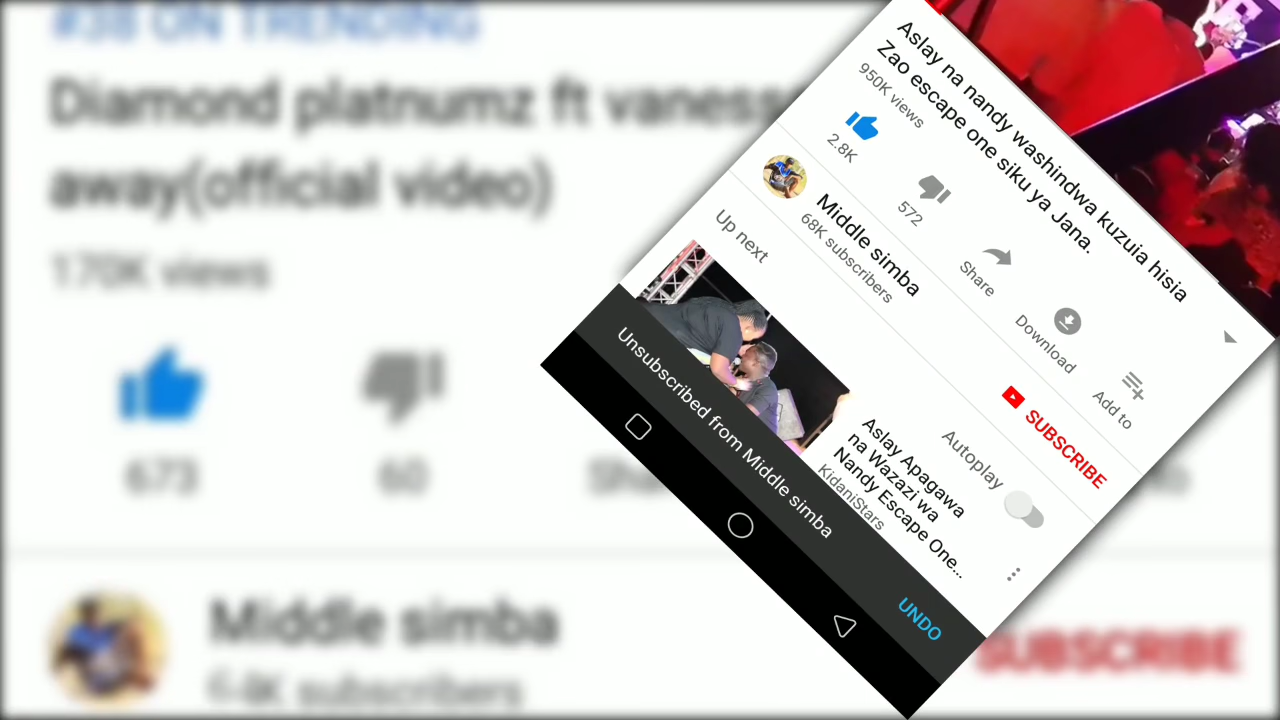 #38 ON TRENDING
Diamond platnumz ft vaness
away(official video)
170K views
673
60
Middle simba
subscribers
SUBSCRIBE
Aslay na nandy washindwa kuzuia hisia
Zao escape one siku ya Jana.
950K views
2.8K
572
Share
Download
Add to
Middle simba
68K subscribers
SUBSCRIBE
Up next
Autoplay
Aslay Apagawa
na Wazazi wa
Nandy Escape One...
KidaniStars
Unsubscribed from Middle simba
UNDO